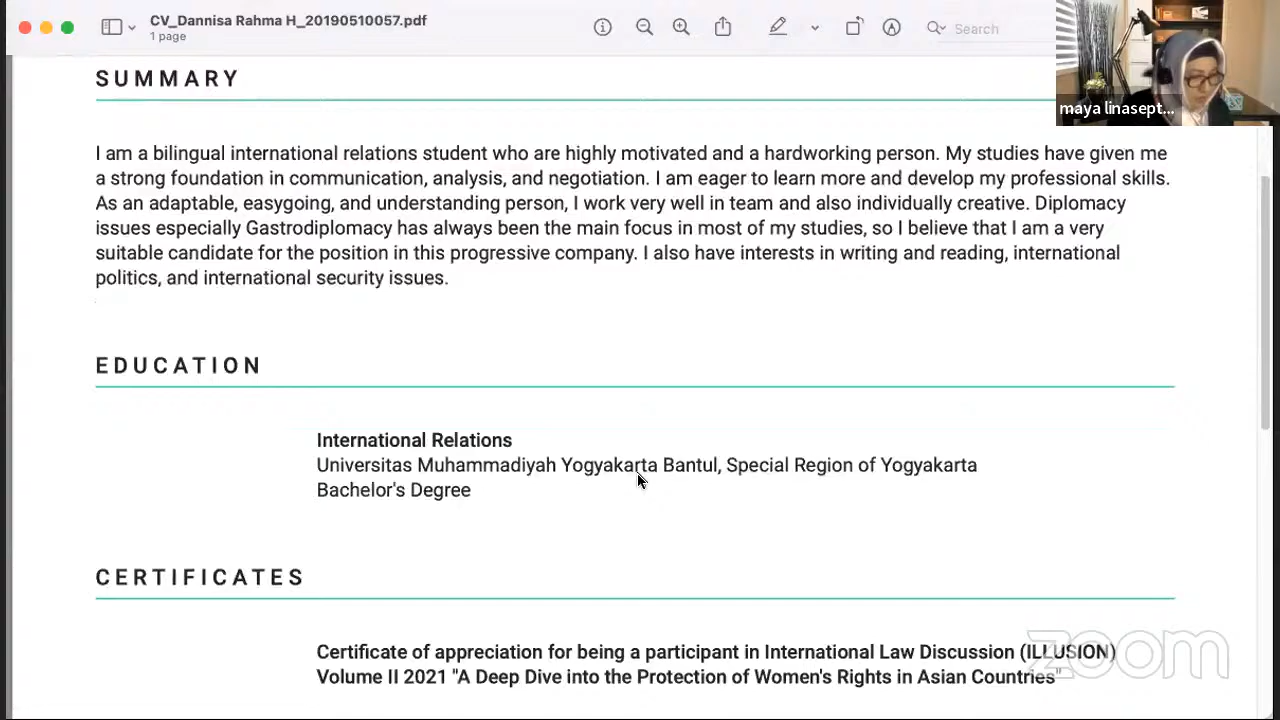 CV_Dannisa Rahma H_20190510057.pdf
1 page
Search
maya linasept...
SUMMARY
I am a bilingual international relations student who are highly motivated and a hardworking person. My studies have given me
a strong foundation in communication, analysis, and negotiation. I am eager to learn more and develop my professional skills.
As an adaptable, easygoing, and understanding person, I work very well in team and also individually creative. Diplomacy
issues especially Gastrodiplomacy has always been the main focus in most of my studies, so I believe that I am a very
suitable candidate for the position in this progressive company. I also have interests in writing and reading, international
politics, and international security issues.
EDUCATION
International Relations
Universitas Muhammadiyah Yogyakarta Bantul, Special Region of Yogyakarta
Bachelor's Degree
CERTIFICATES
Certificate of appreciation for being a participant in International Law Discussion (ILLUSION)
Volume II 2021 "A Deep Dive into the Protection of Women's Rights in Asian Countries"
zoom